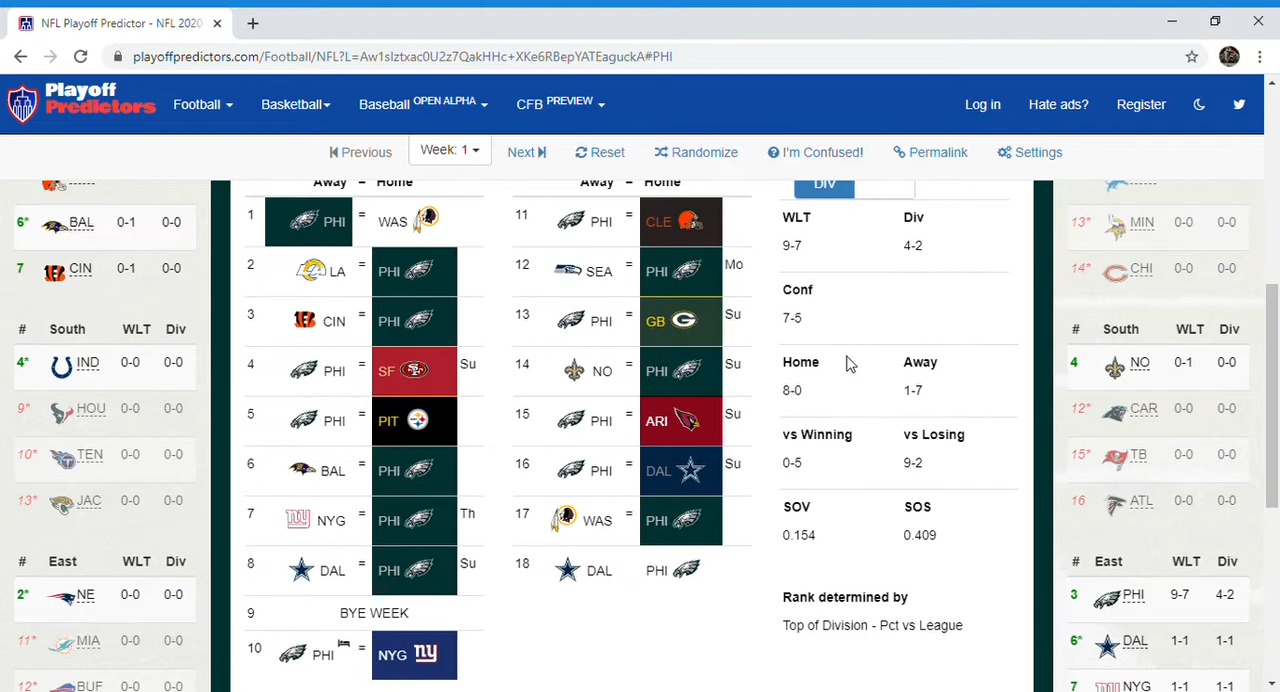 NFL Playoff Predictor - NFL 2020
playoffpredictors.com/Football/NFL?L=Aw1slztxac0U2z7QakHHc+XKe6RBepYATEaguckA#PHI
Playoff Predictors Football Basketball Baseball OPEN ALPHA CFB PREVIEW Log in Hate ads? Register
Previous Week: 1 Next Reset Randomize I'm Confused! Permalink Settings
6* BAL 0-1 0-0
7 CIN 0-1 0-0
# South WLT Div
4* IND 0-0 0-0
9* HOU 0-0 0-0
10* TEN 0-0 0-0
13* JAC 0-0 0-0
# East WLT Div
2* NE 0-0 0-0
11* MIA 0-0 0-0
12* BUF 0-0 0-0
Away = Home
1 PHI = WAS
2 LA = PHI
3 CIN = PHI
4 PHI = SF Su
5 PHI = PIT
6 BAL = PHI
7 NYG = PHI Th
8 DAL = PHI Su
9 BYE WEEK
10 PHI = NYG
Away = Home
11 PHI = CLE
12 SEA = PHI Mo
13 PHI = GB Su
14 NO = PHI Su
15 PHI = ARI Su
16 PHI = DAL Su
17 WAS = PHI
18 DAL PHI
DIV
WLT Div
9-7 4-2
Conf
7-5
Home Away
8-0 1-7
vs Winning vs Losing
0-5 9-2
SOV SOS
0.154 0.409
Rank determined by
Top of Division - Pct vs League
13* MIN 0-0 0-0
14* CHI 0-0 0-0
# South WLT Div
4 NO 0-1 0-0
12* CAR 0-0 0-0
15* TB 0-0 0-0
16 ATL 0-0 0-0
# East WLT Div
3 PHI 9-7 4-2
6* DAL 1-1 1-1
7 NYG 1-1 1-1